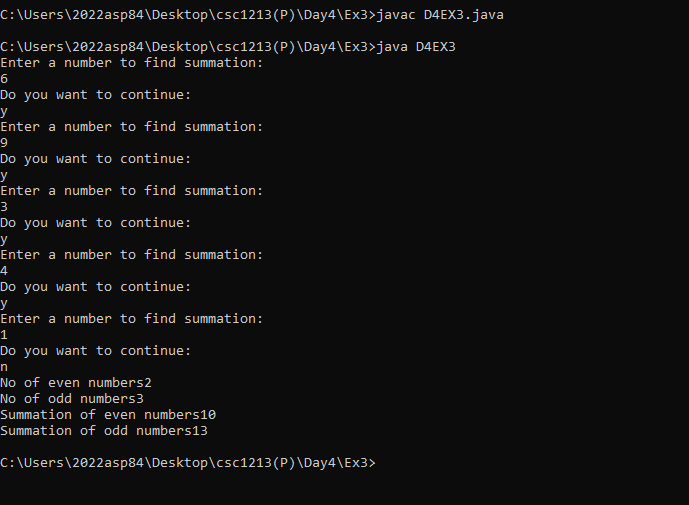 C:\Users\2022asp84\Desktop\csc1213(P)\Day4\Ex3>javac D4EX3.java
C:\Users\2022asp84\Desktop\csc1213(P)\Day4\Ex3>java D4EX3
Enter a number to find summation:
6
Do you want to continue:
y
Enter a number to find summation:
9
Do you want to continue:
y
Enter a number to find summation:
3
Do you want to continue:
y
Enter a number to find summation:
4
Do you want to continue:
y
Enter a number to find summation:
1
Do you want to continue:
n
No of even numbers2
No of odd numbers3
Summation of even numbers10
Summation of odd numbers13
C:\Users\2022asp84\Desktop\csc1213(P)\Day4\Ex3>